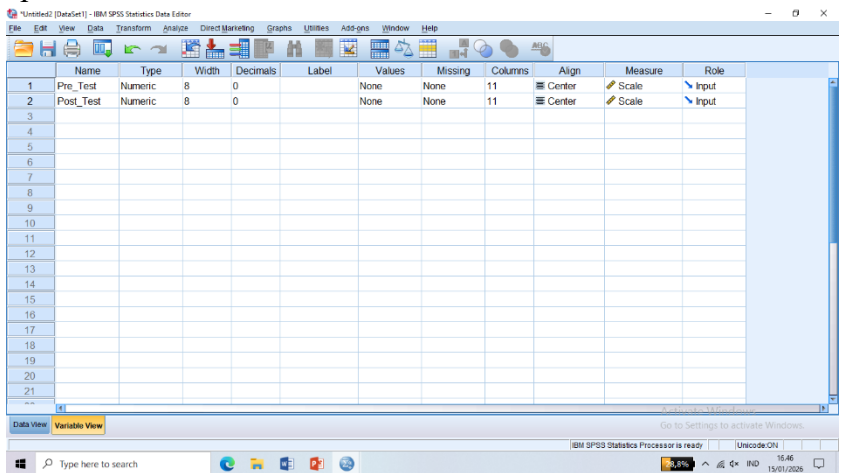 *Untitled2 [DataSet1] - IBM SPSS Statistics Data Editor
File Edit View Data Transform Analyze Direct Marketing Graphs Utilities Add-ons Window Help
Name Type Width Decimals Label Values Missing Columns Align Measure Role
1 Pre_Test Numeric 8 0 None None 11 Center Scale Input
2 Post_Test Numeric 8 0 None None 11 Center Scale Input
3
4
5
6
7
8
9
10
11
12
13
14
15
16
17
18
19
20
21
Activate Windows
Data View Variable View
Go to Settings to activate Windows.
IBM SPSS Statistics Processor is ready Unicode:ON
Type here to search
IND
16.46
15/01/2026